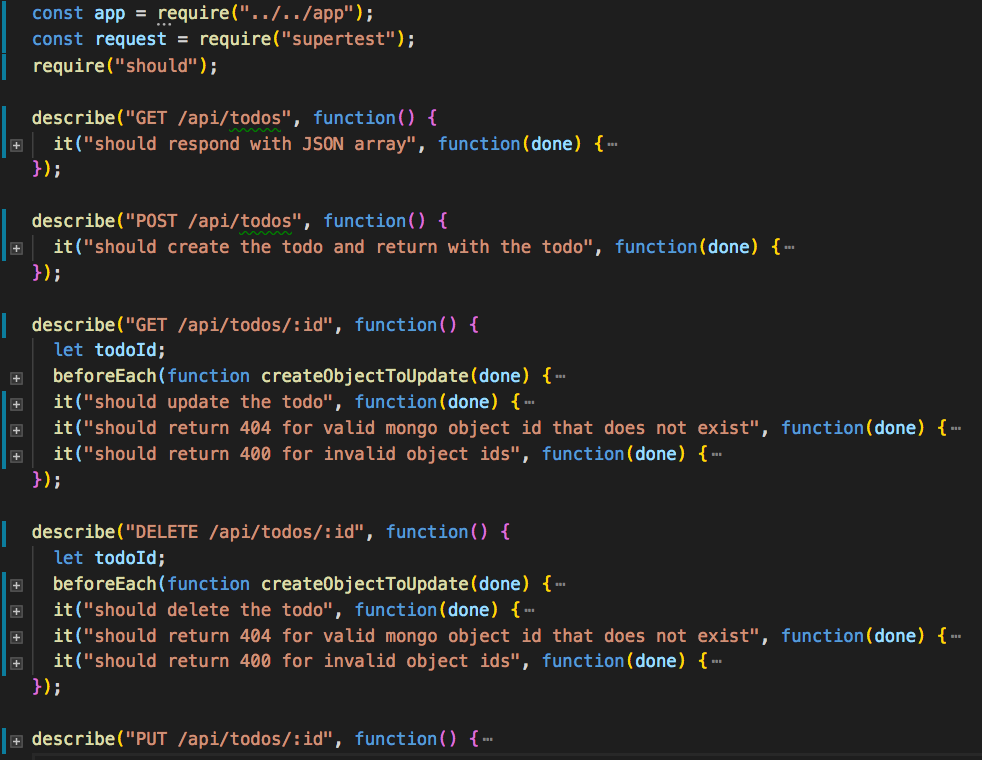 const app = require("../../app");
const request = require("supertest");
require("should");

describe("GET /api/todos", function() {
  it("should respond with JSON array", function(done) {⋯
});

describe("POST /api/todos", function() {
  it("should create the todo and return with the todo", function(done) {⋯
});

describe("GET /api/todos/:id", function() {
  let todoId;
  beforeEach(function createObjectToUpdate(done) {⋯
  it("should update the todo", function(done) {⋯
  it("should return 404 for valid mongo object id that does not exist", function(done) {⋯
  it("should return 400 for invalid object ids", function(done) {⋯
});

describe("DELETE /api/todos/:id", function() {
  let todoId;
  beforeEach(function createObjectToUpdate(done) {⋯
  it("should delete the todo", function(done) {⋯
  it("should return 404 for valid mongo object id that does not exist", function(done) {⋯
  it("should return 400 for invalid object ids", function(done) {⋯
});

describe("PUT /api/todos/:id", function() {⋯